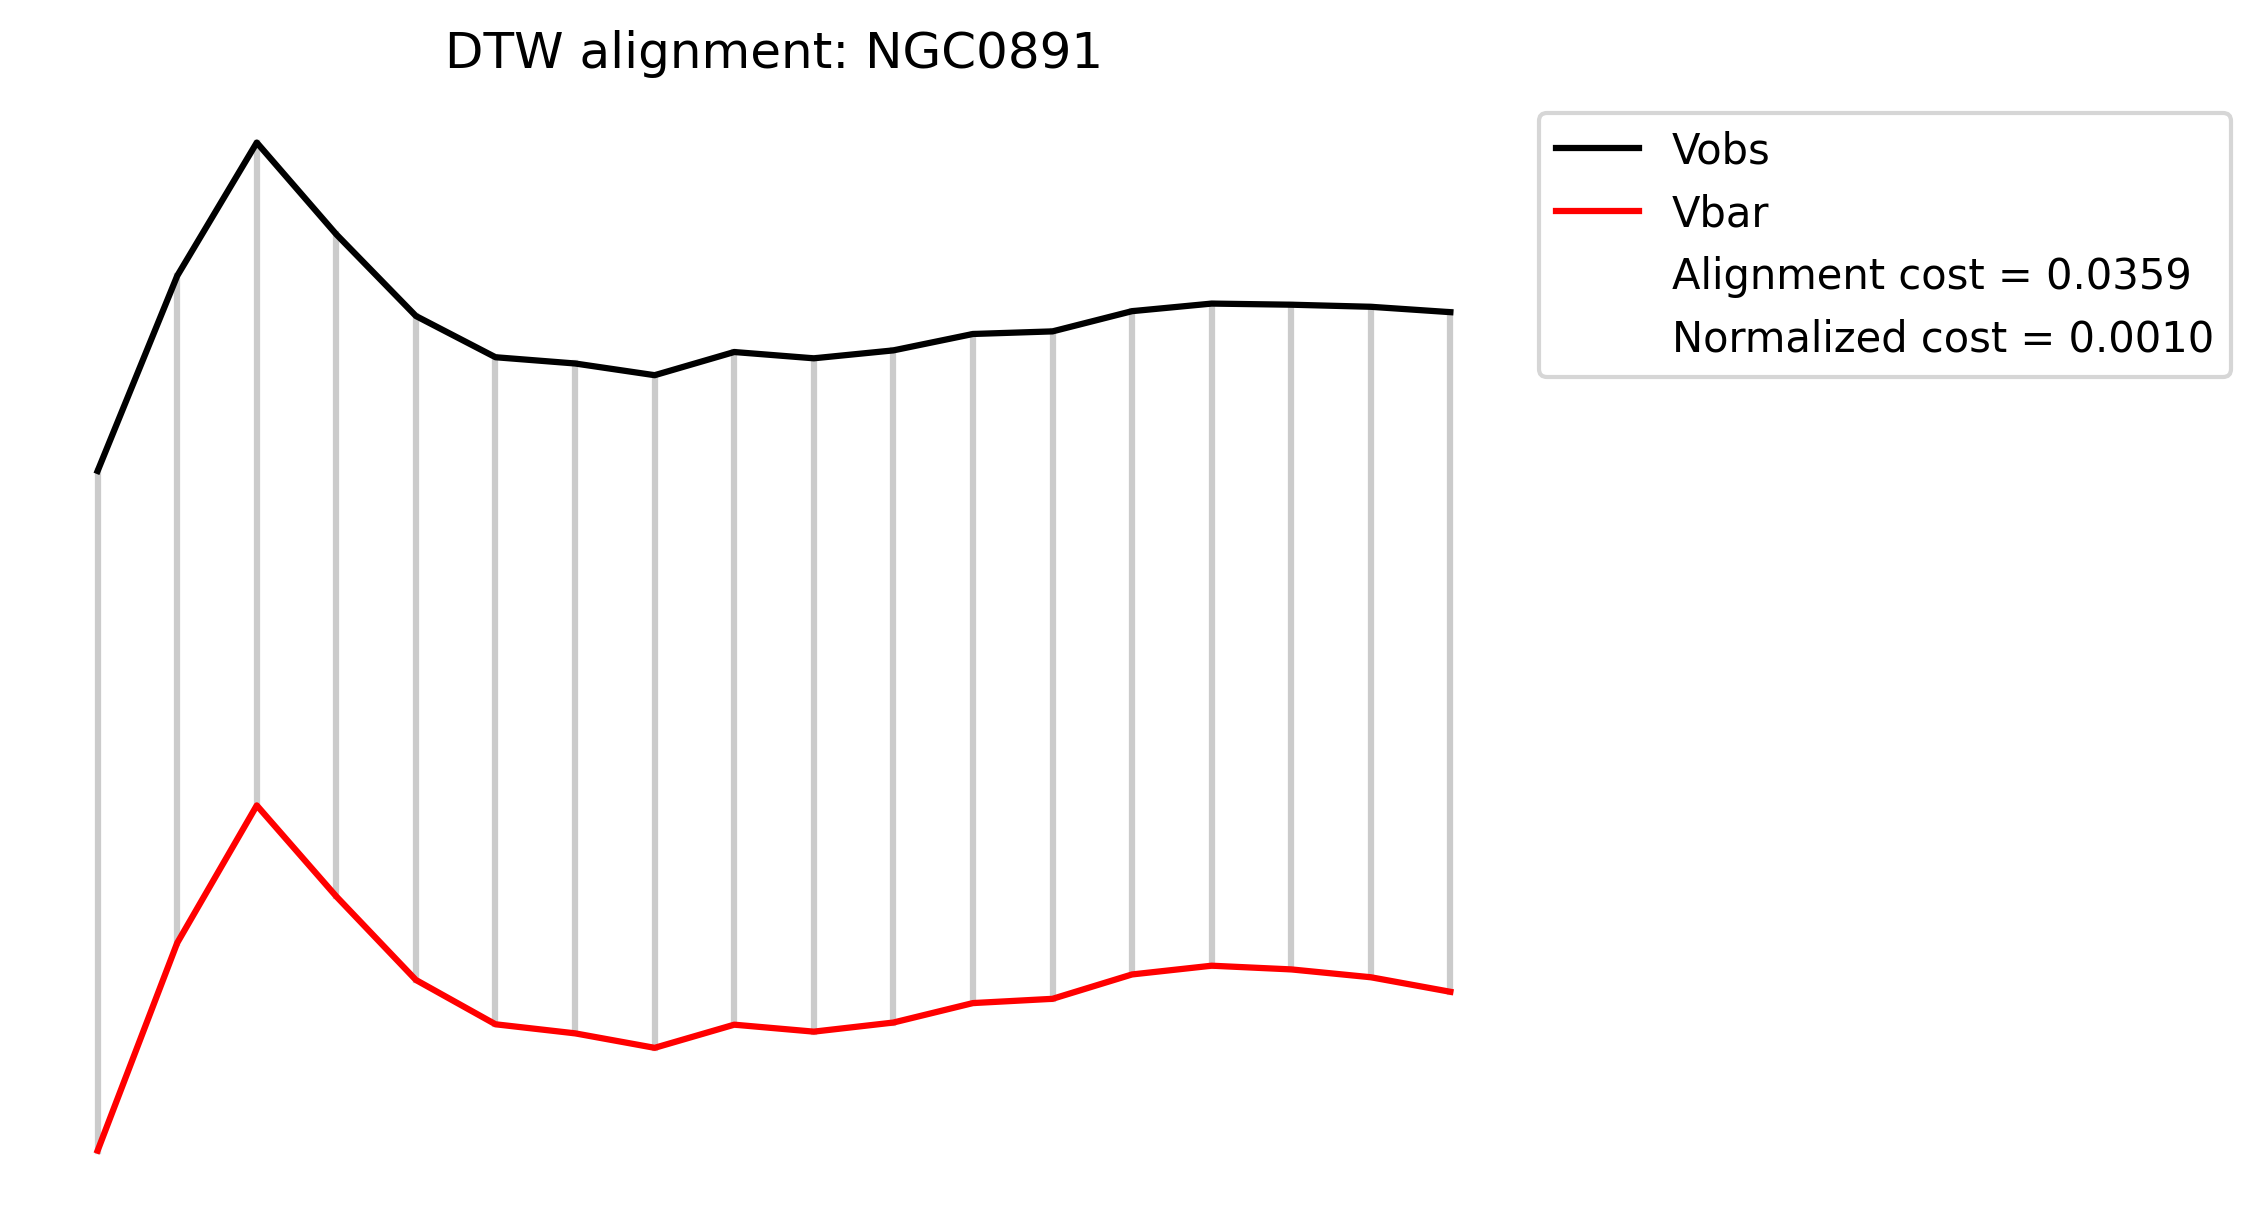 DTW alignment: NGC0891
Vobs
Vbar
Alignment cost = 0.0359
Normalized cost = 0.0010